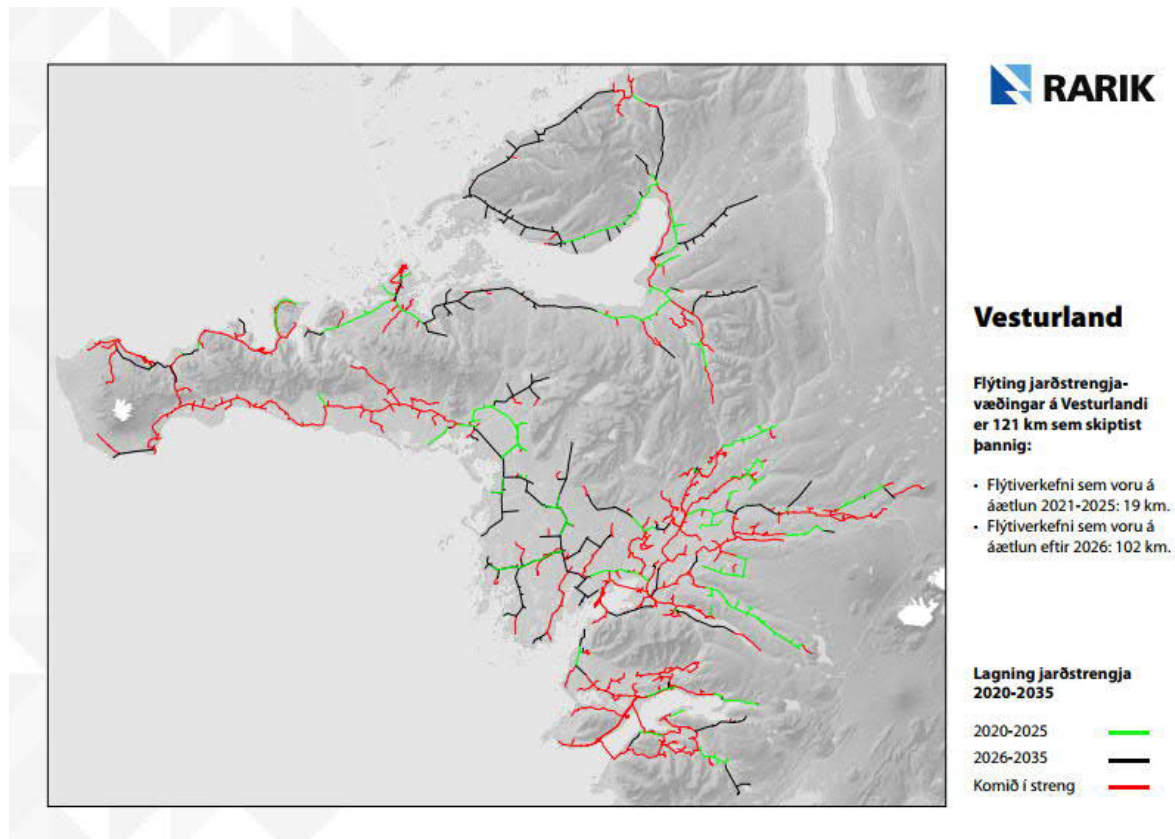 RARIK
Vesturland
Flýting jarðstrengja-
væðingar á Vesturlandi
er 121 km sem skiptist
þannig:
• Flýtiverkefni sem voru á
áætlun 2021-2025: 19 km.
• Flýtiverkefni sem voru á
áætlun eftir 2026: 102 km.
Lagning jarðstrengja
2020-2035
2020-2025
2026-2035
Komið í streng